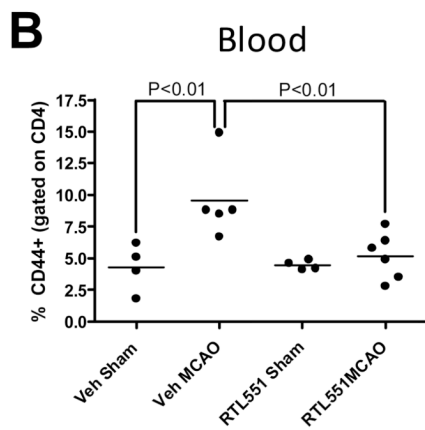 B
Blood
P<0.01
P<0.01
% CD44+ (gated on CD4)
17.5
15.0
12.5
10.0
7.5
5.0
2.5
0.0
Veh Sham
Veh MCAO
RTL551 Sham
RTL551MCAO